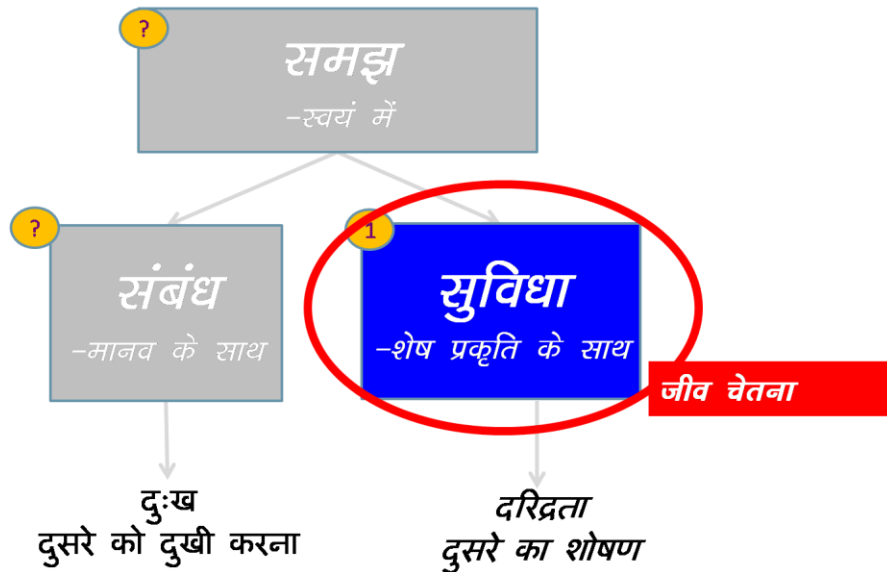 ?
समझ
–स्वयं में
?
संबंध
–मानव के साथ
1
सुविधा
–शेष प्रकृति के साथ
जीव चेतना
दुःख
दुसरे को दुखी करना
दरिद्रता
दुसरे का शोषण